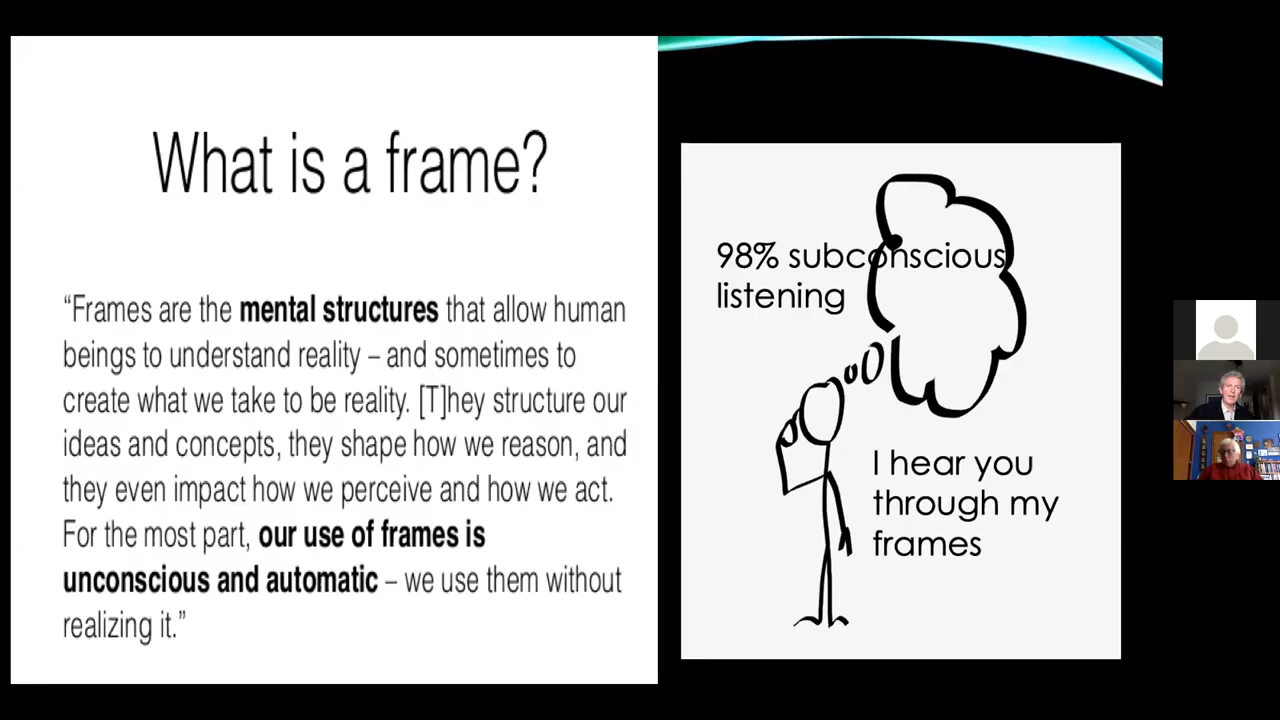 What is a frame?
“Frames are the mental structures that allow human
beings to understand reality – and sometimes to
create what we take to be reality. [T]hey structure our
ideas and concepts, they shape how we reason, and
they even impact how we perceive and how we act.
For the most part, our use of frames is
unconscious and automatic – we use them without
realizing it.”
98% subconscious
listening
I hear you
through my
frames